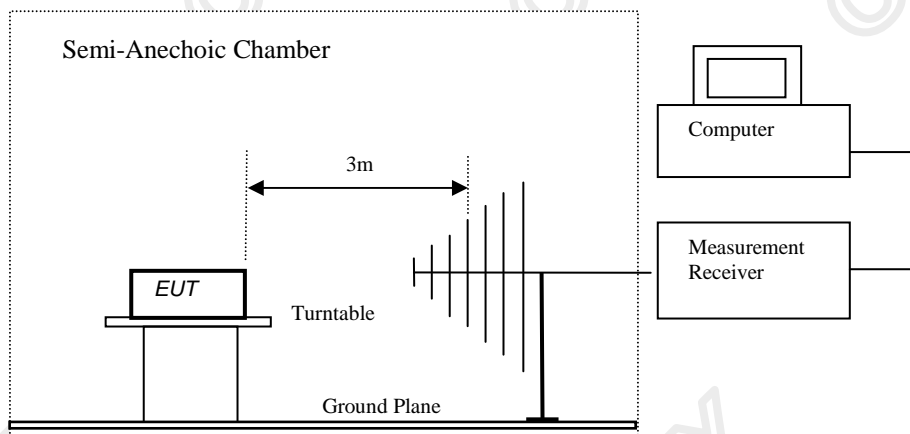 Semi-Anechoic Chamber
3m
EUT
Turntable
Ground Plane
Computer
Measurement
Receiver